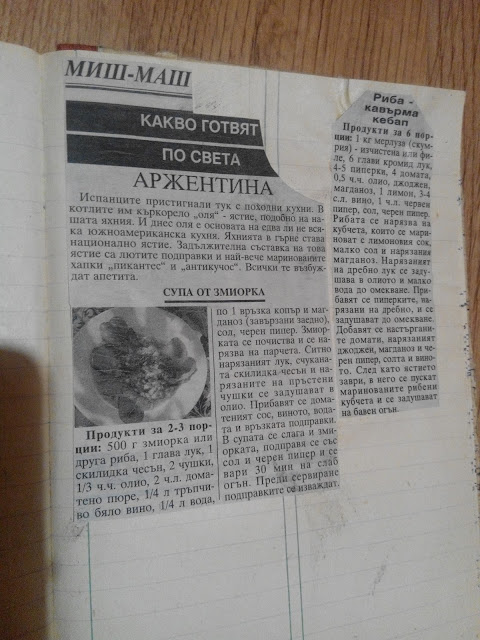 МИШ-МАШ
КАКВО ГОТВЯТ
ПО СВЕТА
АРЖЕНТИНА
Испанците пристигнали тук с походни кухни. В
котлите им къркорело „оля" - ястие, подобно на на-
шата яхния. И днес оля е основата на едва ли не вся-
ка южноамериканска кухня. Яхнията в гърне става
национално ястие. Задължителна съставка на това
ястие са лютите подправки и най-вече маринованите
хапки „пикантес" и „антикучос". Всички те възбуж-
дат апетита.
СУПА ОТ ЗМИОРКА
Продукти за 2-3 пор-
ции: 500 г змиорка или
друга риба, 1 глава лук, 1
скилидка чесън, 2 чушки,
1/3 ч.ч. олио, 2 ч.л. дома-
тено пюре, 1/4 л тръпчи-
во бяло вино, 1/4 л вода,
по 1 връзка копър и маг-
даноз (завързани заедно),
сол, черен пипер. Змиорк-
ата се почиства и се на-
рязва на парчета. Ситно
нарязаният лук, счукана-
та скилидка чесън и на-
рязаните на пръстени
чушки се задушават в
олио. Прибавят се дома-
теният сос, виното, вода-
та и връзката подправки.
В супата се слага и зми-
орката, подправя се със
сол и черен пипер и се
вари 30 мин на слаб
огън. Преди сервиране
подправките се изваждат.
Риба -
кавърма
кебап
Продукти за 6 пор-
ции: 1 кг мерлуза (скум-
рия) - изчистена или фи-
ле, 6 глави кромид лук,
4-5 пиперки, 4 домата,
0,5 ч.ч. олио, джоджен,
магданоз, 1 лимон, 3-4
с.л. вино, 1 ч.л. червен
пипер, сол, черен пипер.
Рибата се нарязва на
кубчета, които се мари-
новат с лимоновия сок,
малко сол и нарязания
магданоз. Нарязаният
на дребно лук се заду-
шава в олиото и малко
вода до омекване. При-
бавят се пиперките, на-
рязани на дребно, и се
задушават до омекване.
Добавят се настъргани-
те домати, нарязаният
джоджен, магданоз и че-
рен пипер, солта и вино-
то. След като ястието
заври, в него се пускат
маринованите рибени
кубчета и се задушават
на бавен огън.